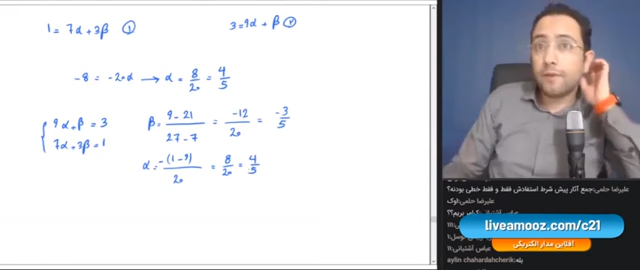 1 = 7α + 3β ①
3 = 9α + β ②
-8 = -20α → α = 8/20 = 4/5
{ 9α + β = 3
7α + 3β = 1
β = (9 - 21)/(27 - 7) = -12/20 = -3/5
α = -(1 - 9)/20 = 8/20 = 4/5
علیرضا حلمی: جمع آثار پیش شرط استفادش فقط و فقط خطی بودنه؟
علیرضا حلمی: اوک
liveamooz.com/c21
آفلاین مدار الکتریکی
aylin chahardahcherik: بله